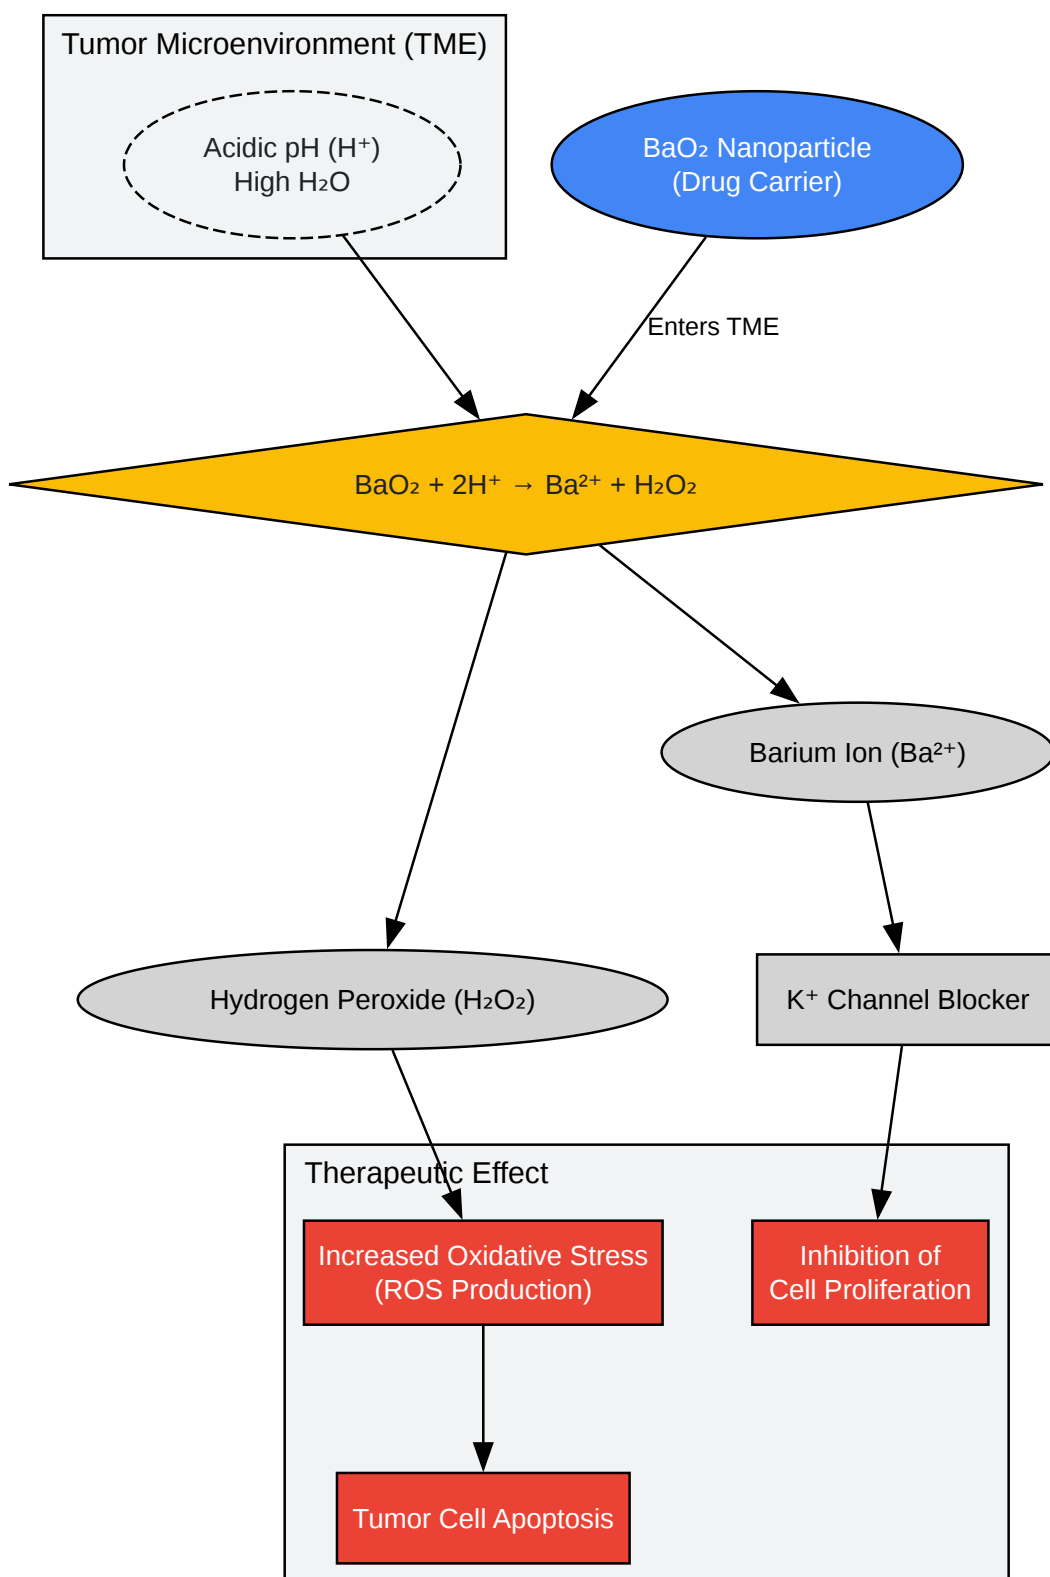 Tumor Microenvironment (TME)
Acidic pH (H⁺)
High H₂O
BaO₂ Nanoparticle
(Drug Carrier)
Enters TME
BaO₂ + 2H⁺ → Ba²⁺ + H₂O₂
Barium Ion (Ba²⁺)
Hydrogen Peroxide (H₂O₂)
K⁺ Channel Blocker
Therapeutic Effect
Increased Oxidative Stress
(ROS Production)
Inhibition of
Cell Proliferation
Tumor Cell Apoptosis